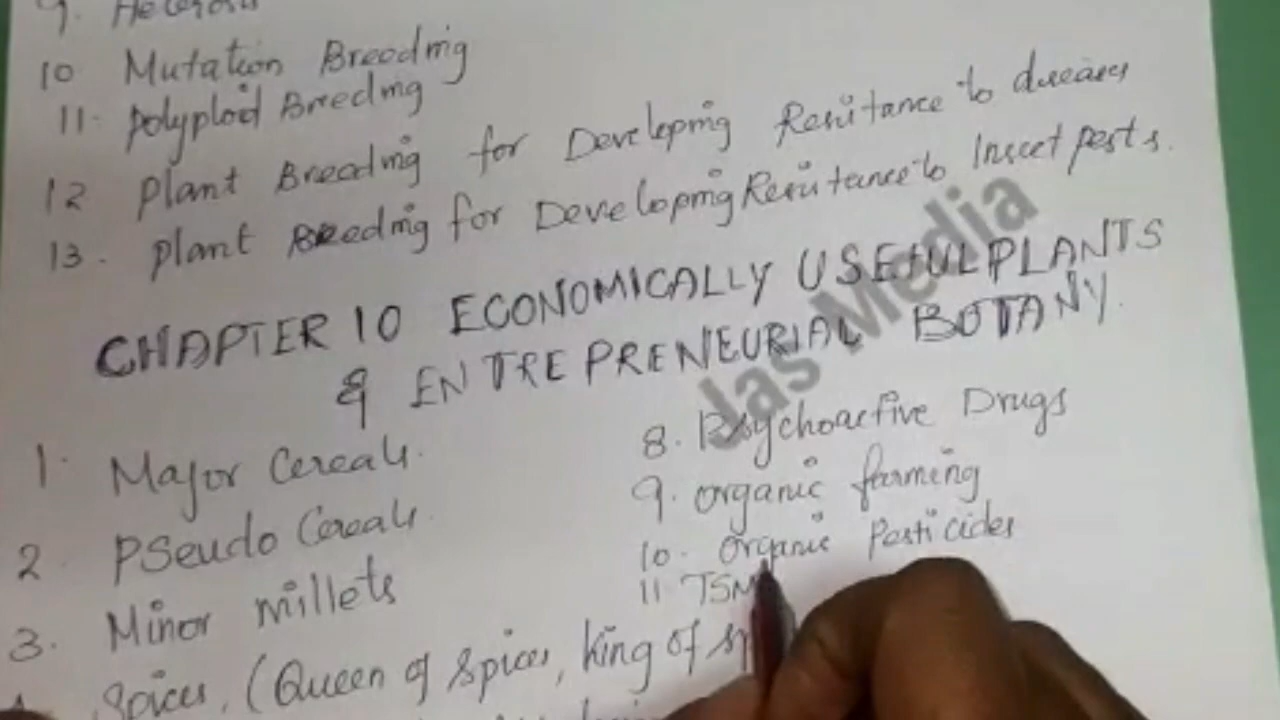 9. Heterosis
10 Mutation Breeding
11. Polyploid Breeding
12 Plant Breeding for Developing Resistance to diseases
13. Plant Breeding for Developing Resistance to Insect pests.
CHAPTER 10 ECONOMICALLY USEFUL PLANTS
& ENTREPRENEURIAL BOTANY.
1. Major Cereals.
2 PSeudo Cereals.
3. Minor millets
Spices, (Queen of Spices, King of
8. Psychoactive Drugs
9. organic farming
10. Organic Pesticides
11 TSM
Jas Media